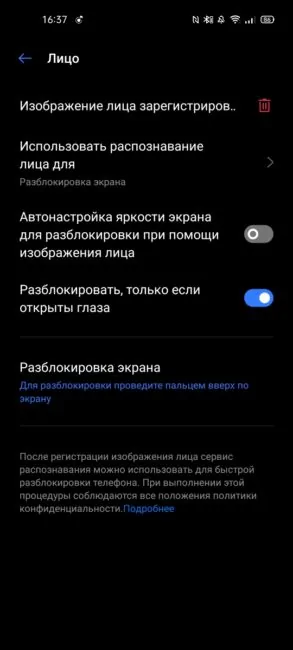 16:37
86
Лицо
Изображение лица зарегистриров..
Использовать распознавание
лица для
Разблокировка экрана
Автонастройка яркости экрана
для разблокировки при помощи
изображения лица
Разблокировать, только если
открыты глаза
Разблокировка экрана
Для разблокировки проведите пальцем вверх по
экрану
После регистрации изображения лица сервис
распознавания можно использовать для быстрой
разблокировки телефона. При выполнении этой
процедуры соблюдаются все положения политики
конфиденциальности.Подробнее